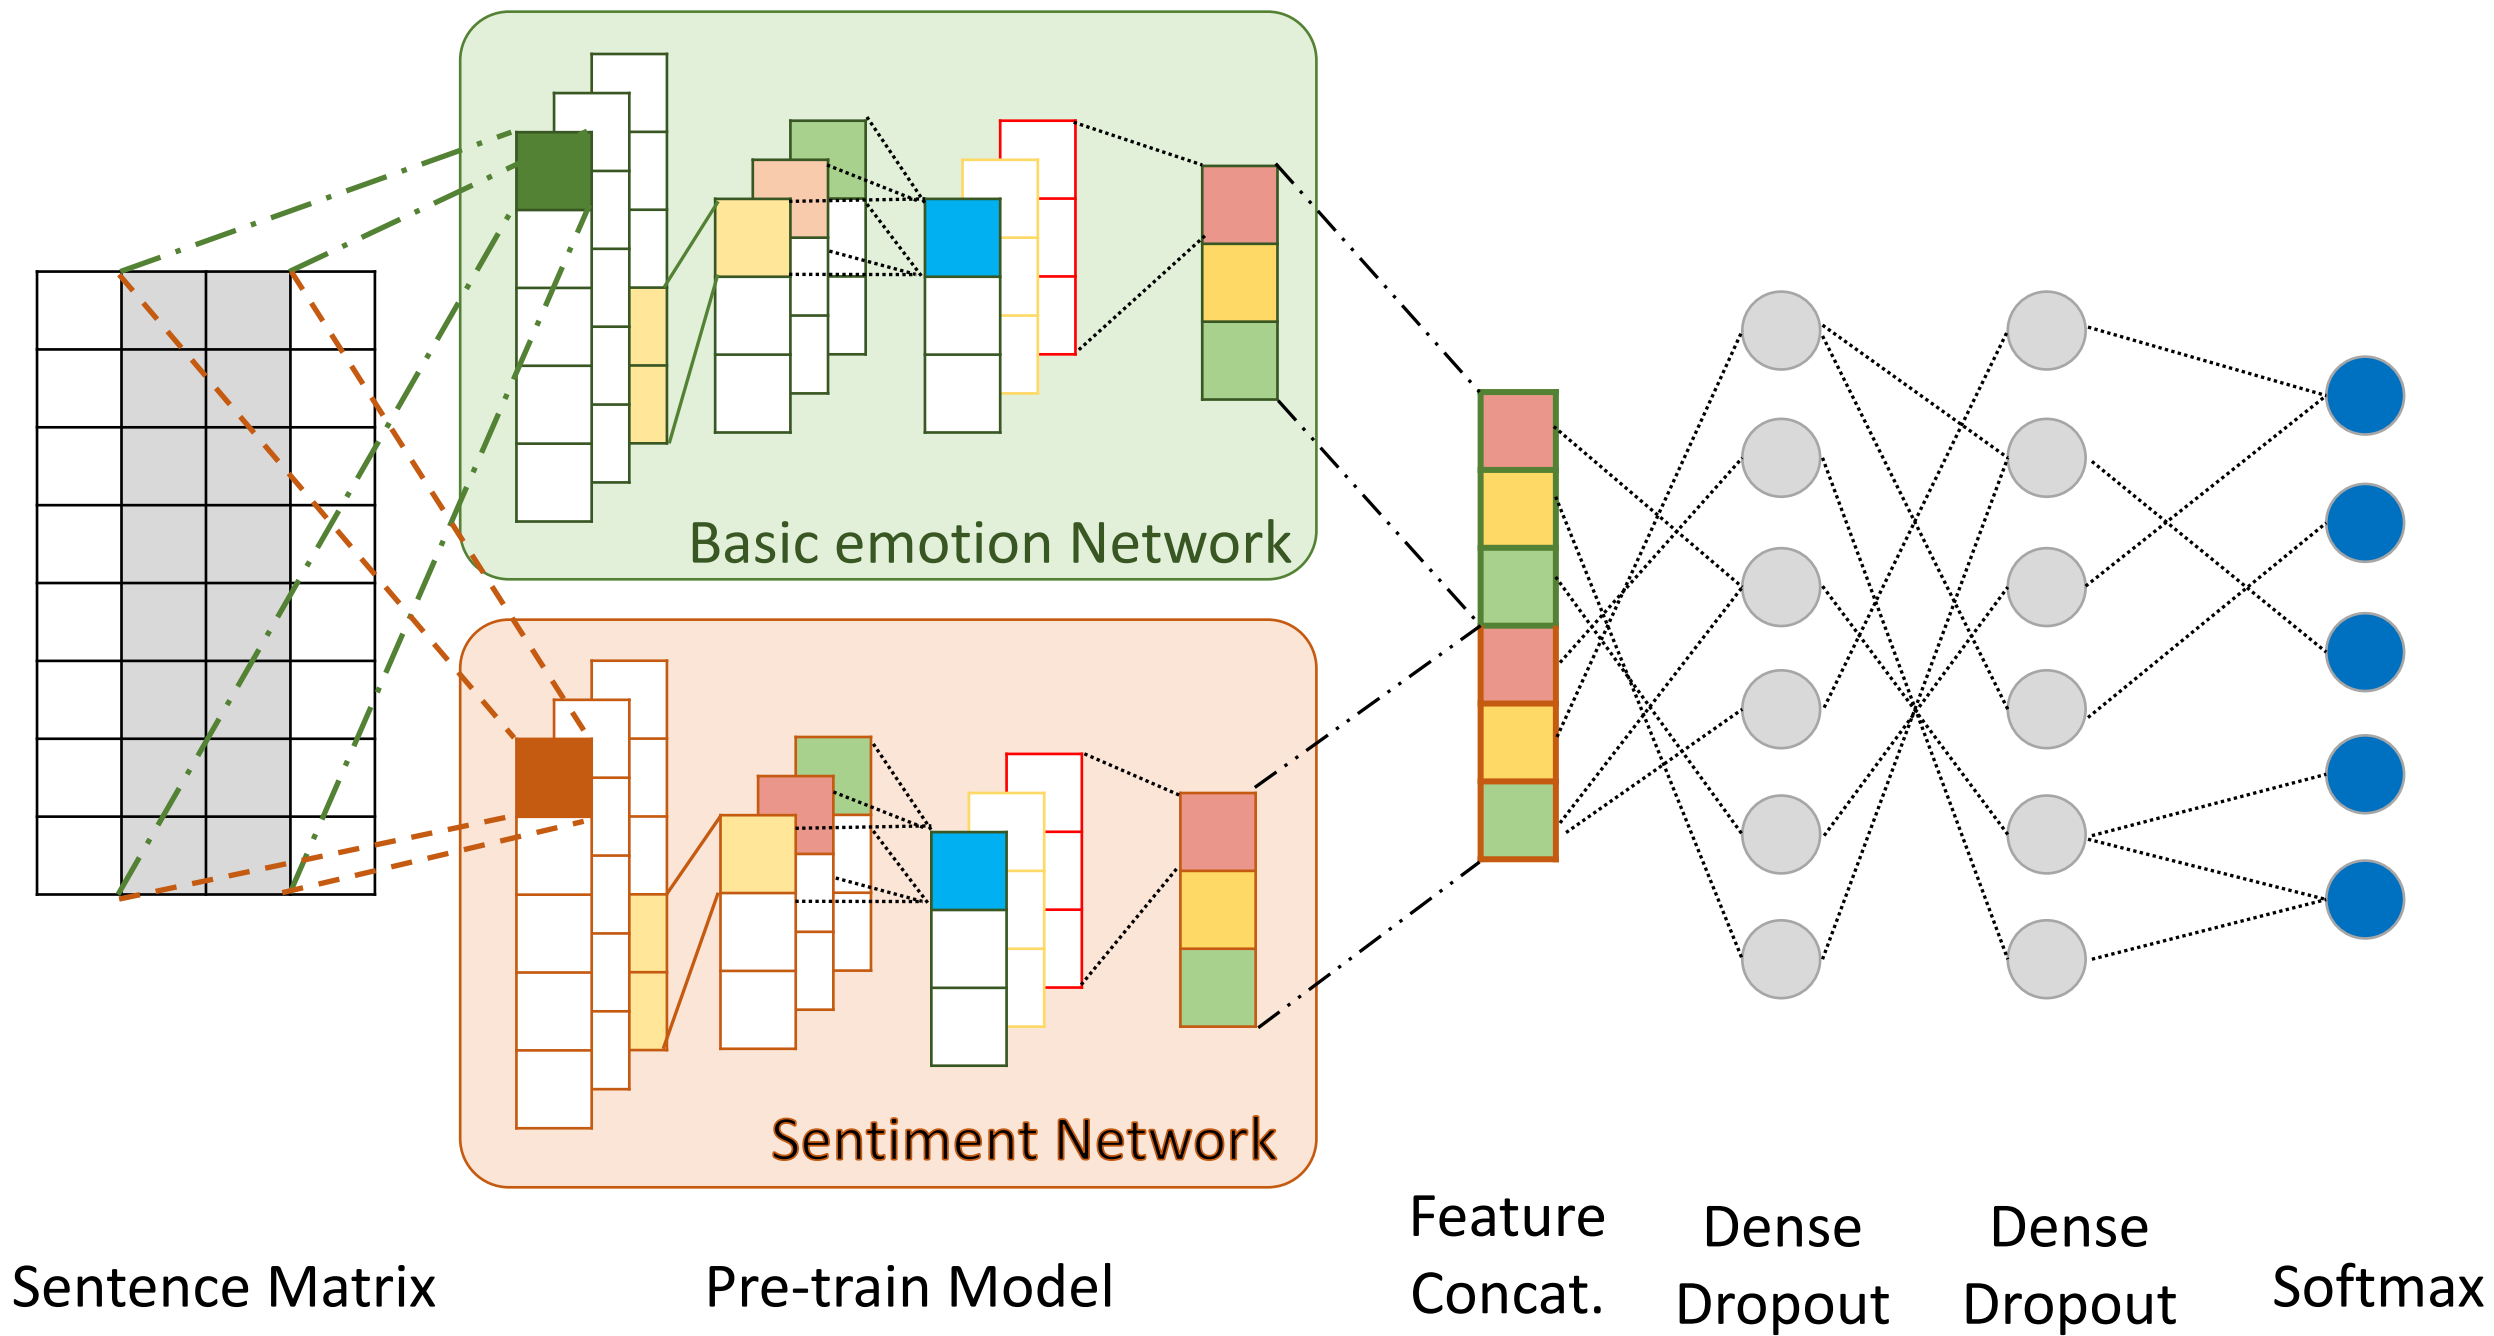 Basic emotion Network
Sentiment Network
Sentence Matrix
Pre-train Model
Feature
Concat.
Dense
Dropout
Dense
Dropout
Softmax